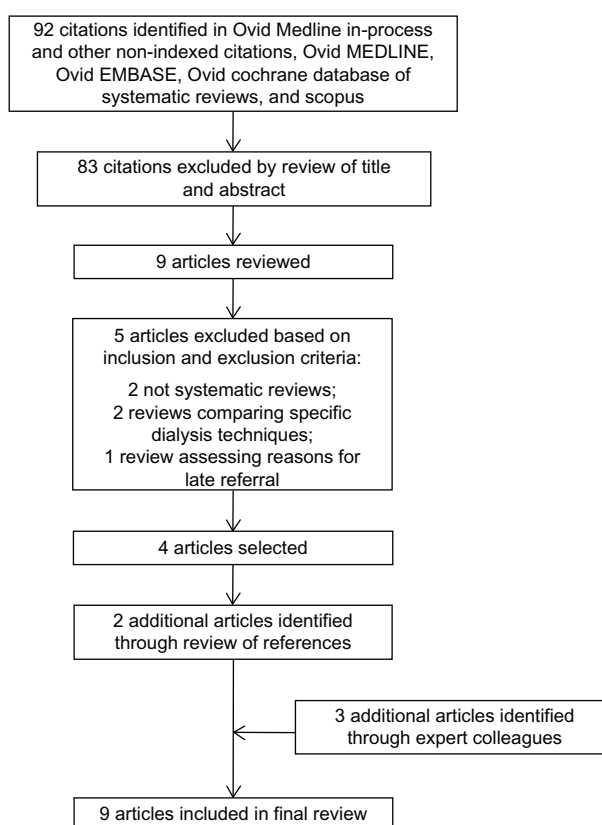 92 citations identified in Ovid Medline in-process
and other non-indexed citations, Ovid MEDLINE,
Ovid EMBASE, Ovid cochrane database of
systematic reviews, and scopus
83 citations excluded by review of title
and abstract
9 articles reviewed
5 articles excluded based on
inclusion and exclusion criteria:
2 not systematic reviews;
2 reviews comparing specific
dialysis techniques;
1 review assessing reasons for
late referral
4 articles selected
2 additional articles identified
through review of references
3 additional articles identified
through expert colleagues
9 articles included in final review